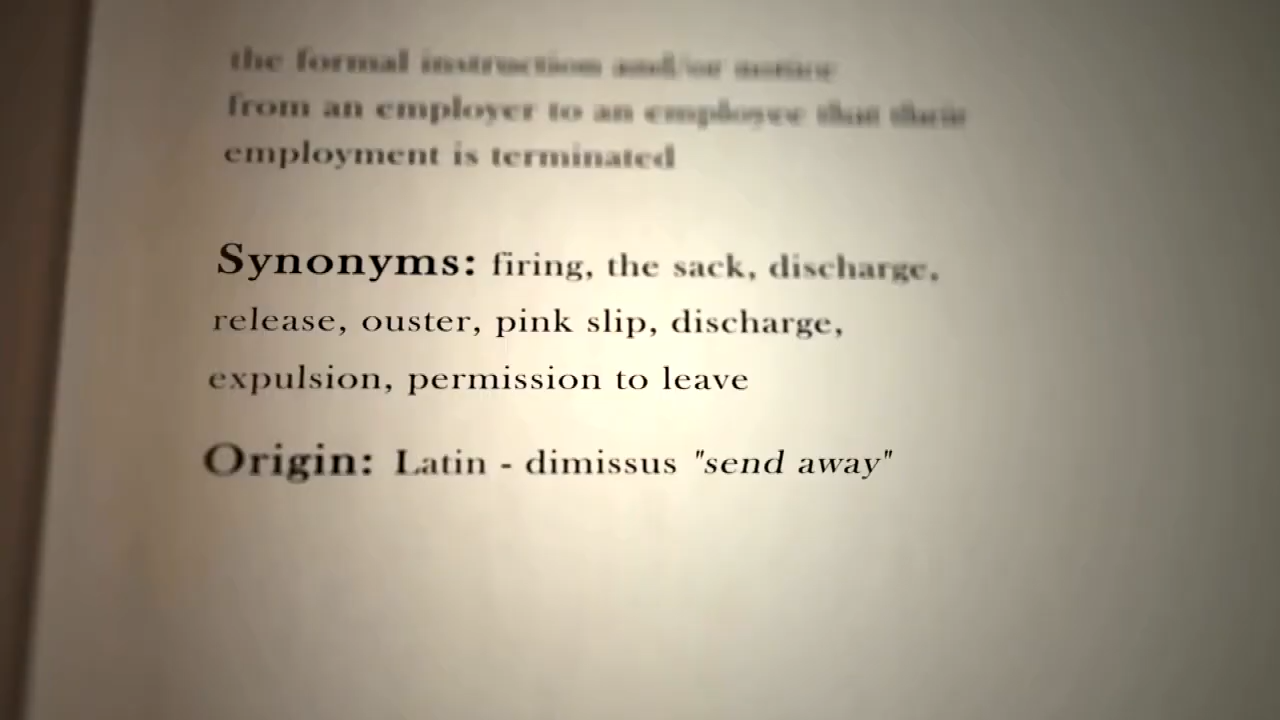 the formal instruction and/or notice
from an employer to an employee that their
employment is terminated
Synonyms: firing, the sack, discharge,
release, ouster, pink slip, discharge,
expulsion, permission to leave
Origin: Latin - dimissus "send away"